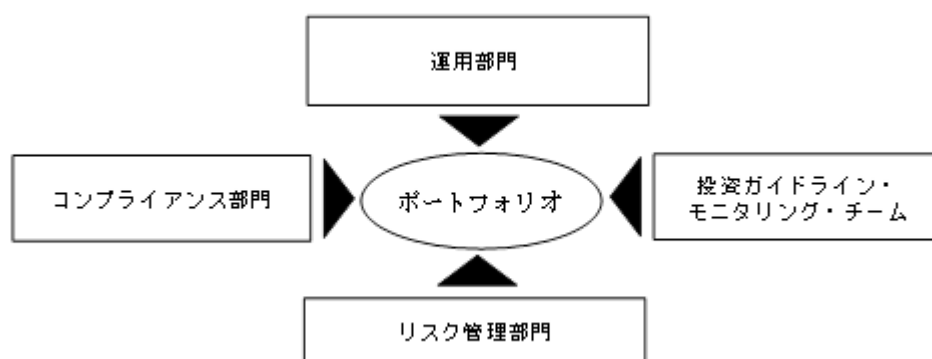 運用部門
コンプライアンス部門
ポートフォリオ
投資ガイドライン・
モニタリング・チーム
リスク管理部門